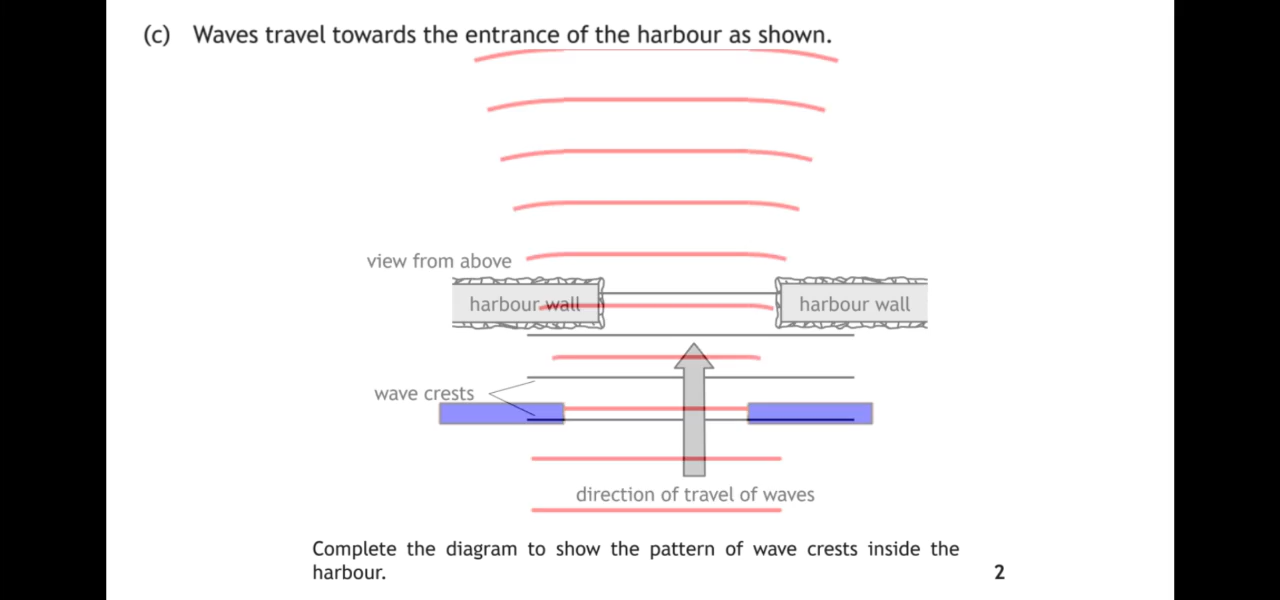 (c) Waves travel towards the entrance of the harbour as shown.
view from above
harbour wall
harbour wall
wave crests
direction of travel of waves
Complete the diagram to show the pattern of wave crests inside the
harbour.
2